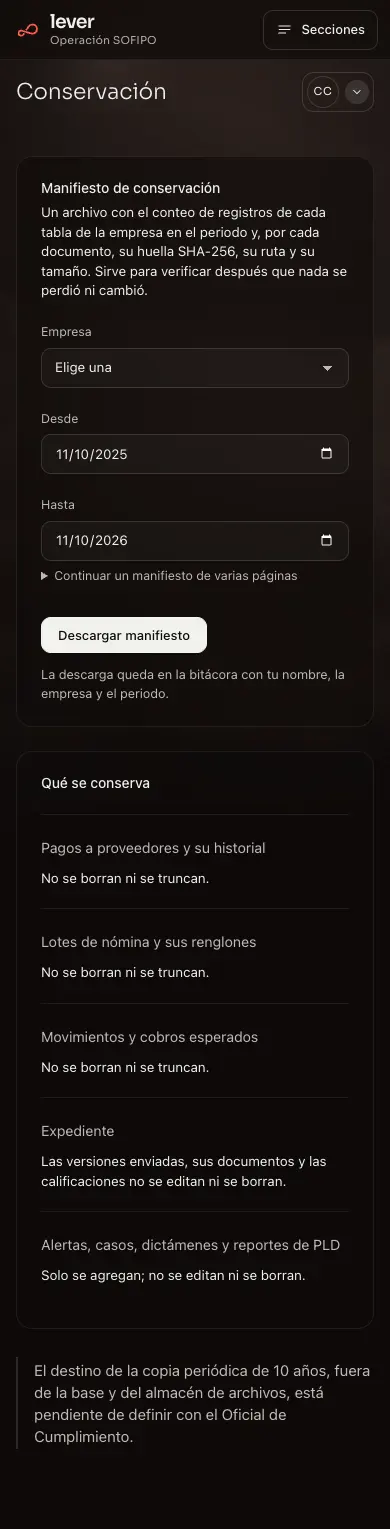 lever
Operación SOFIPO
Secciones
Conservación
CC
Manifiesto de conservación
Un archivo con el conteo de registros de cada
tabla de la empresa en el periodo y, por cada
documento, su huella SHA-256, su ruta y su
tamaño. Sirve para verificar después que nada se
perdió ni cambió.
Empresa
Elige una
Desde
11/10/2025
Hasta
11/10/2026
Continuar un manifiesto de varias páginas
Descargar manifiesto
La descarga queda en la bitácora con tu nombre, la
empresa y el periodo.
Qué se conserva
Pagos a proveedores y su historial
No se borran ni se truncan.
Lotes de nómina y sus renglones
No se borran ni se truncan.
Movimientos y cobros esperados
No se borran ni se truncan.
Expediente
Las versiones enviadas, sus documentos y las
calificaciones no se editan ni se borran.
Alertas, casos, dictámenes y reportes de PLD
Solo se agregan; no se editan ni se borran.
El destino de la copia periódica de 10 años, fuera
de la base y del almacén de archivos, está
pendiente de definir con el Oficial de
Cumplimiento.